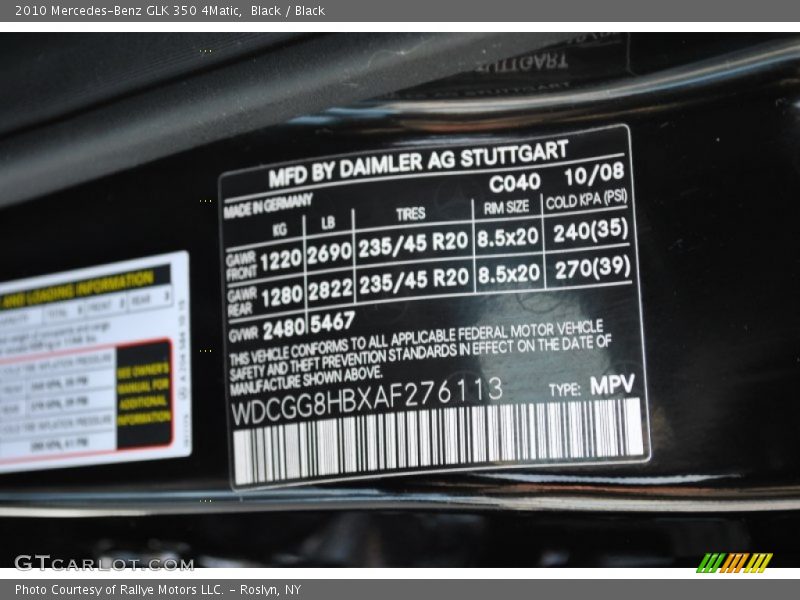 2010 Mercedes-Benz GLK 350 4Matic, Black / Black
MFD BY DAIMLER AG STUTTGART
MADE IN GERMANY C040 10/08
KG LB TIRES RIM SIZE COLD KPA (PSI)
GAWR FRONT 1220 2690 235/45 R20 8.5x20 240(35)
GAWR REAR 1280 2822 235/45 R20 8.5x20 270(39)
GVWR 2480 5467
THIS VEHICLE CONFORMS TO ALL APPLICABLE FEDERAL MOTOR VEHICLE
SAFETY AND THEFT PREVENTION STANDARDS IN EFFECT ON THE DATE OF
MANUFACTURE SHOWN ABOVE.
WDCGG8HBXAF276113 TYPE: MPV
AND LOADING INFORMATION
SEE OWNER'S
MANUAL FOR
ADDITIONAL
INFORMATION
GTCARLOT.COM
Photo Courtesy of Rallye Motors LLC. - Roslyn, NY